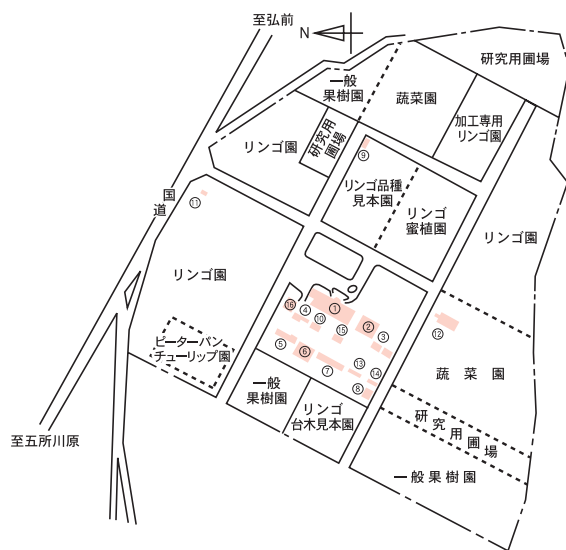 至弘前
N
研究用圃場
一般
果樹園
蔬菜園
加工専用
リンゴ園
リンゴ園
研究用
圃場
⑨
リンゴ品種
見本園
リンゴ
蜜植園
リンゴ園
国道
⑪
リンゴ園
①
⑯
④
⑩
⑮
②
③
⑫
ピーターパン
チューリップ園
⑤
⑥
⑦
⑬
⑭
⑧
蔬菜園
一般
果樹園
リンゴ
台木見本園
研究用圃場
至五所川原
一般果樹園